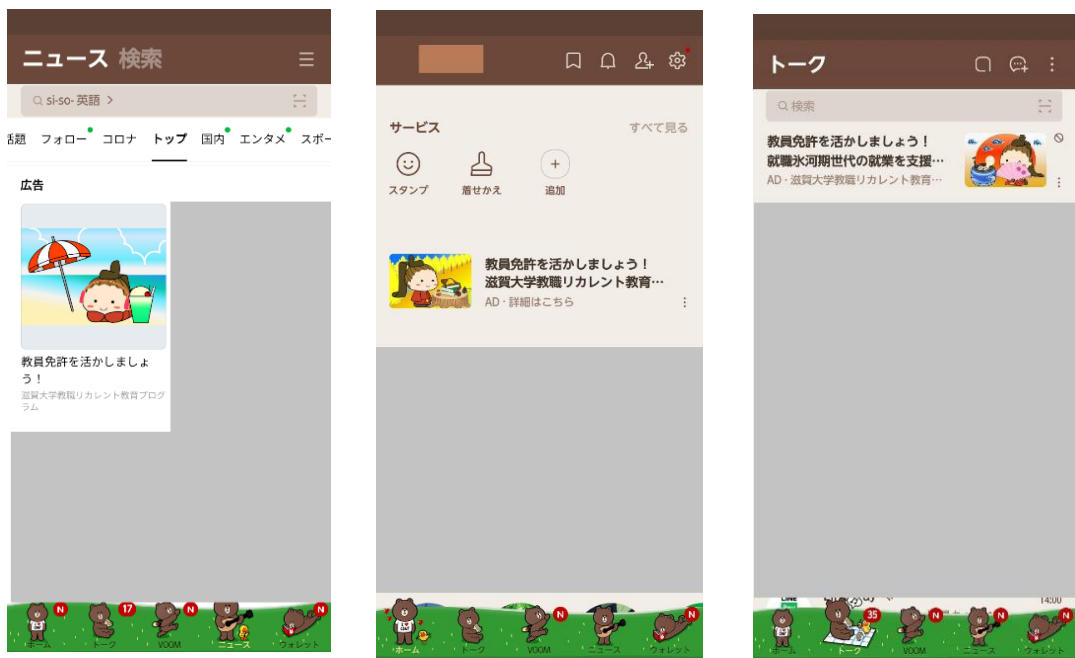 ニュース 検索
si-so- 英語 >
話題 フォロー コロナ トップ 国内 エンタメ スポー
広告
教員免許を活かしましょ
う!
滋賀大学教職リカレント教育プログ
ラム
N 17 N N
ホーム トーク VOOM ニュース ウォレット
サービス すべて見る
スタンプ 着せかえ 追加
教員免許を活かしましょう!
滋賀大学教職リカレント教育…
AD・詳細はこちら
N N
ホーム トーク VOOM ニュース ウォレット
トーク
検索
教員免許を活かしましょう!
就職氷河期世代の就業を支援…
AD・滋賀大学教職リカレント教育…
LINE 14:00
35 N N N
ホーム トーク VOOM ニュース ウォレット